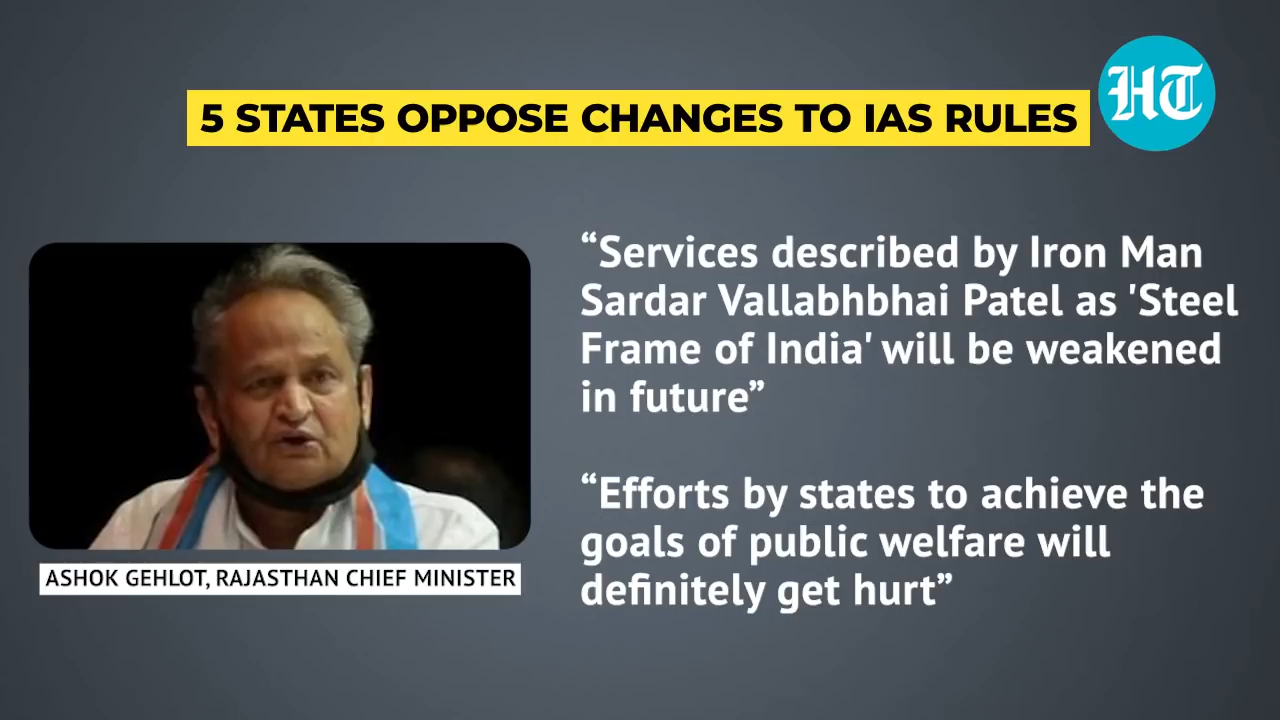 5 STATES OPPOSE CHANGES TO IAS RULES
HT
“Services described by Iron Man
Sardar Vallabhbhai Patel as 'Steel
Frame of India' will be weakened
in future”
“Efforts by states to achieve the
goals of public welfare will
definitely get hurt”
ASHOK GEHLOT, RAJASTHAN CHIEF MINISTER